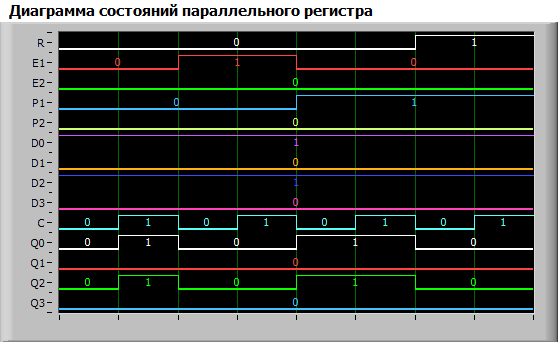 Диаграмма состояний параллельного регистра
R 0 1
E1 0 1 0
E2 0
P1 0 1
P2 0
D0 1
D1 0
D2 1
D3 0
C 0 1 0 1 0 1 0 1
Q0 0 1 0 1 0
Q1 0
Q2 0 1 0 1 0
Q3 0